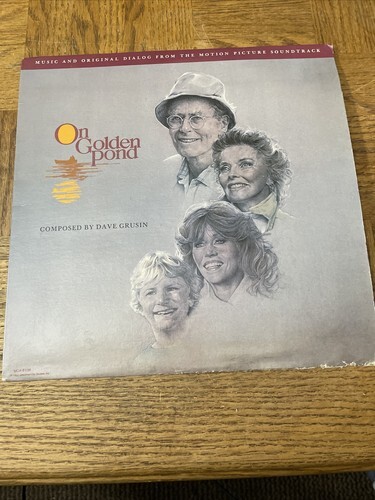 MUSIC AND ORIGINAL DIALOG FROM THE MOTION PICTURE SOUNDTRACK
On
Golden
Pond
COMPOSED BY DAVE GRUSIN